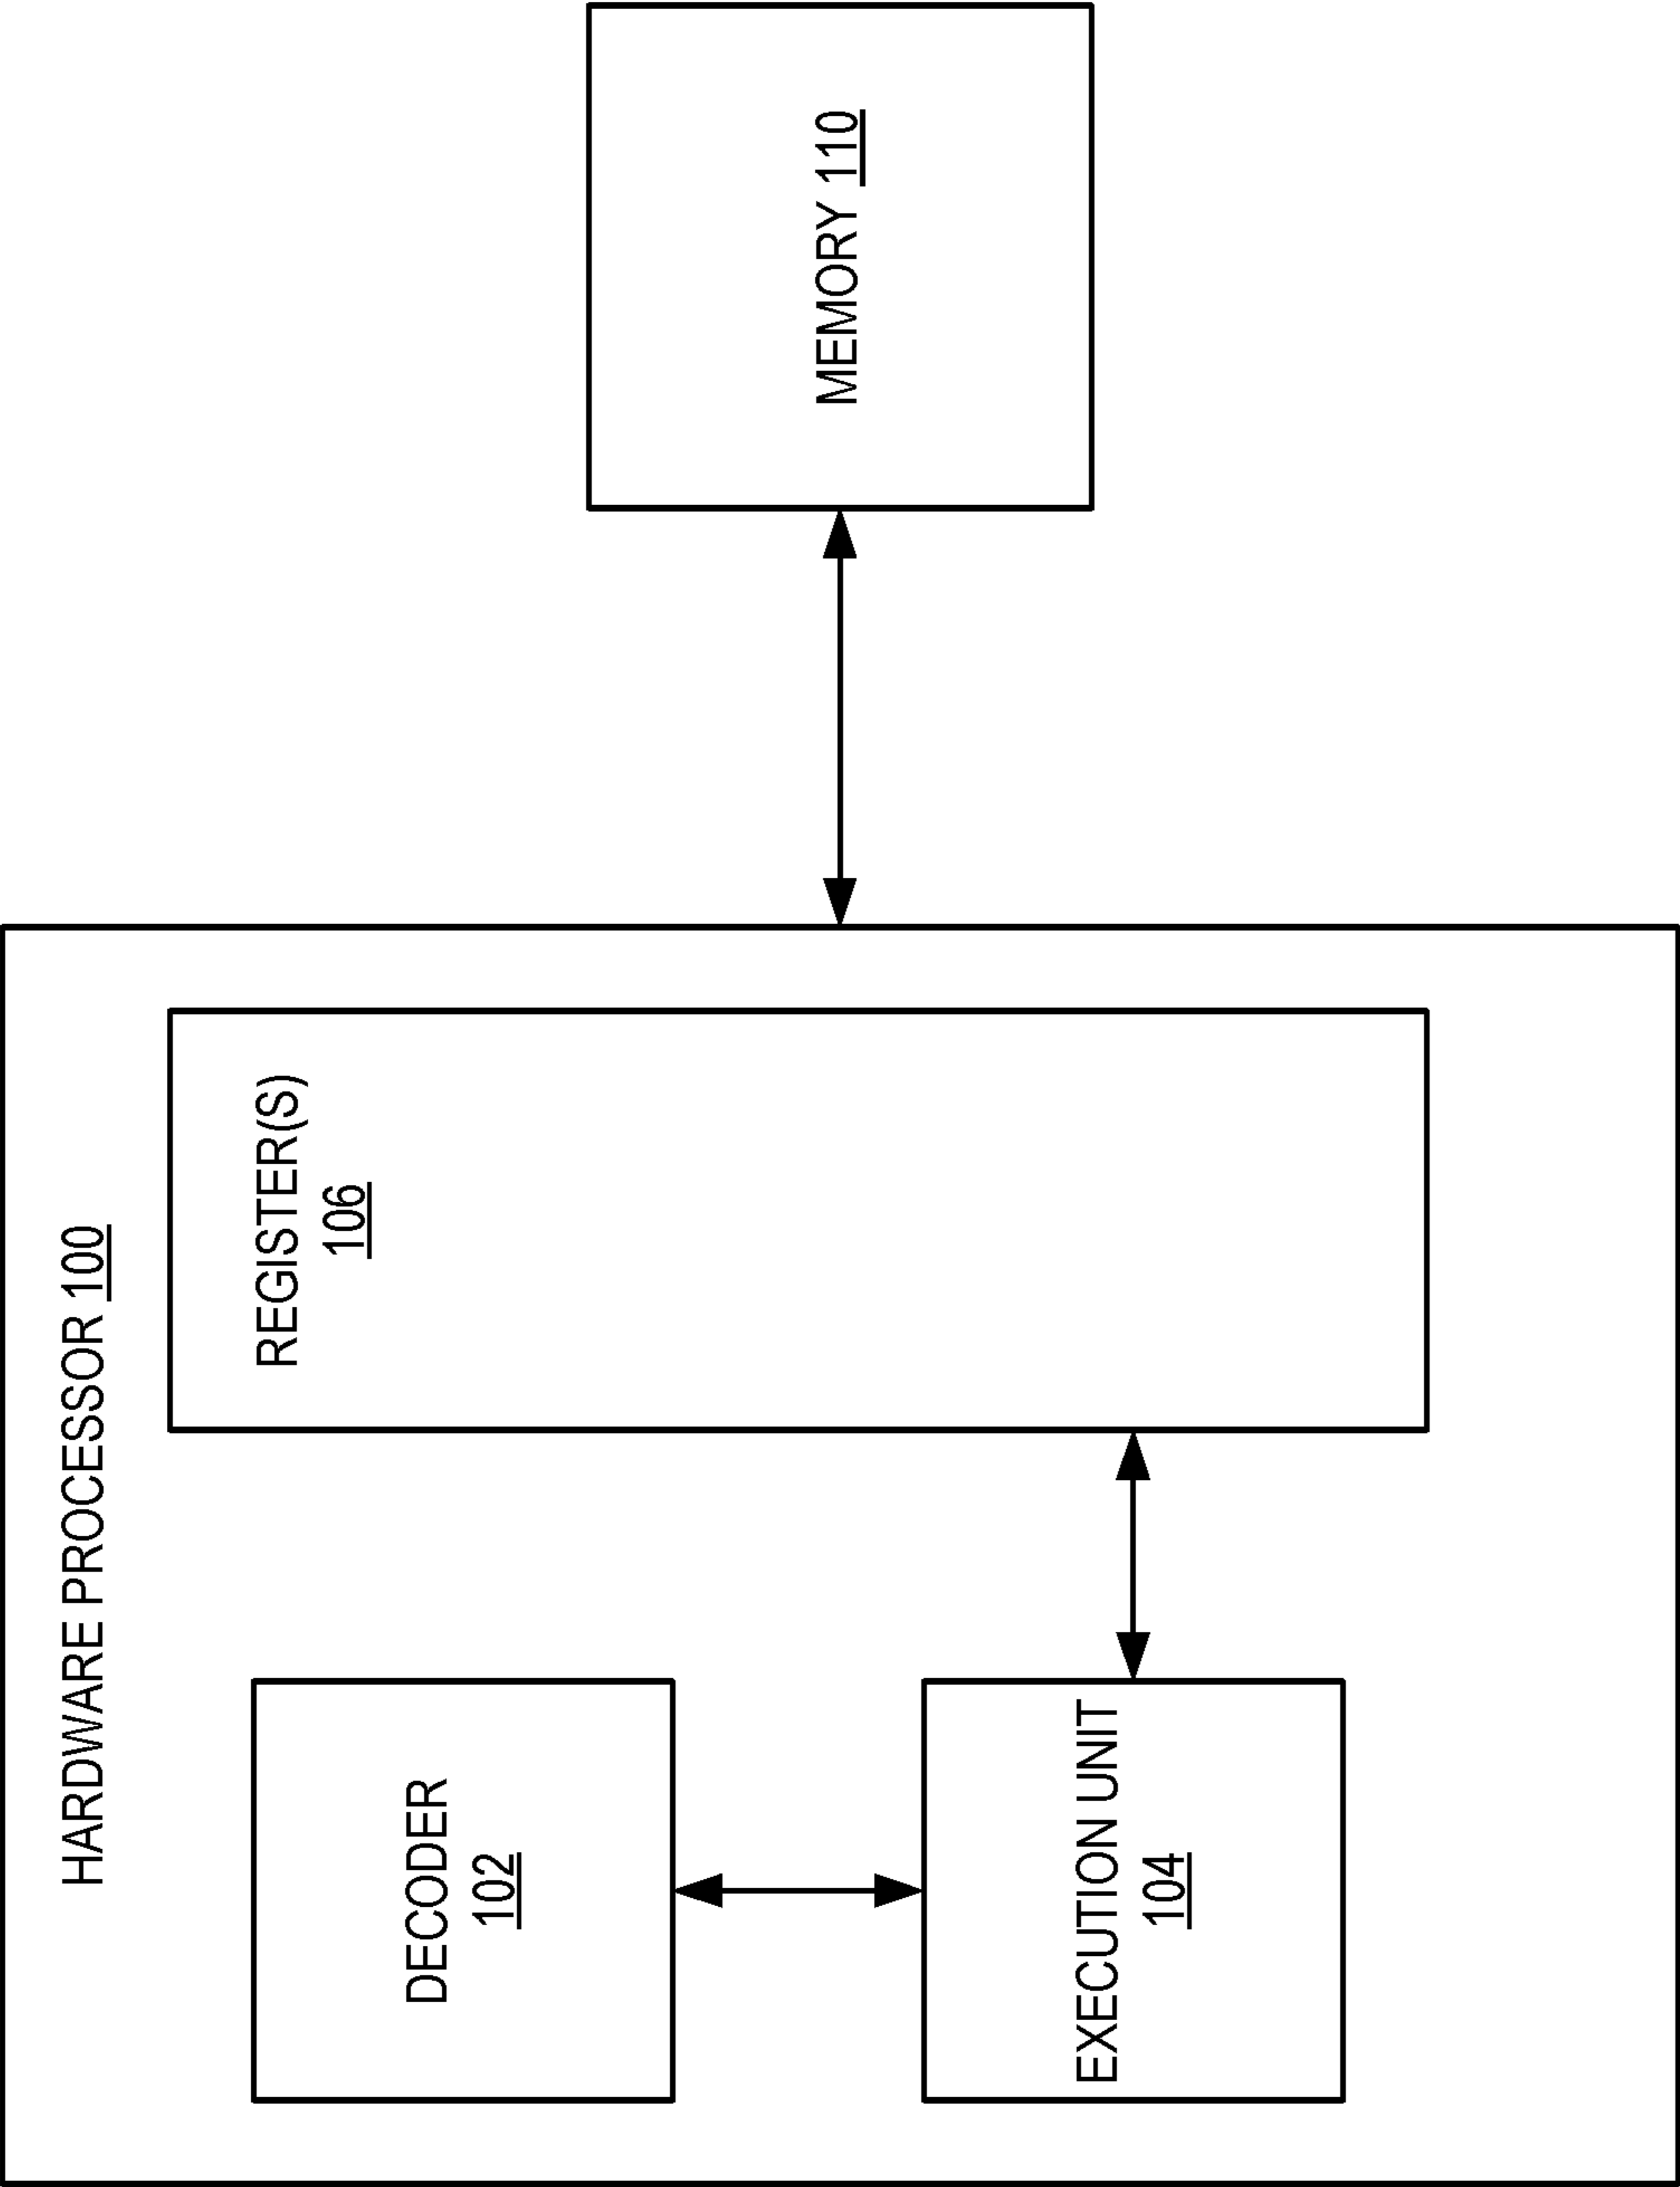 HARDWARE PROCESSOR 100
DECODER
102
REGISTER(S)
106
EXECUTION UNIT
104
MEMORY 110